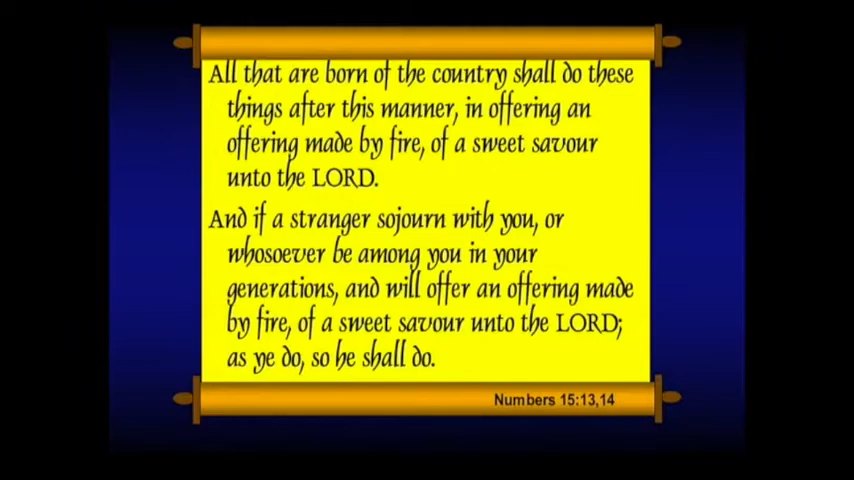 All that are born of the country shall do these
things after this manner, in offering an
offering made by fire, of a sweet savour
unto the LORD.
And if a stranger sojourn with you, or
whosoever be among you in your
generations, and will offer an offering made
by fire, of a sweet savour unto the LORD;
as ye do, so he shall do.
Numbers 15:13,14